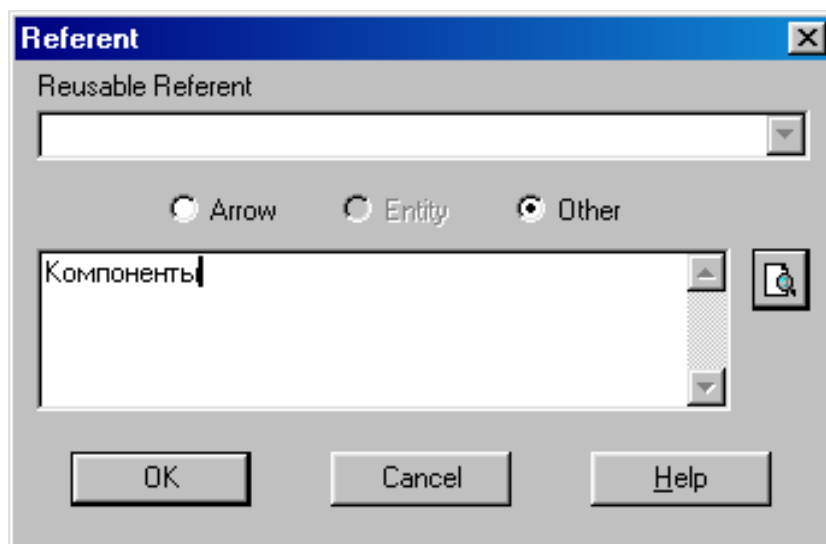 Referent
Reusable Referent
Arrow Entity Other
Компоненты
OK Cancel Help